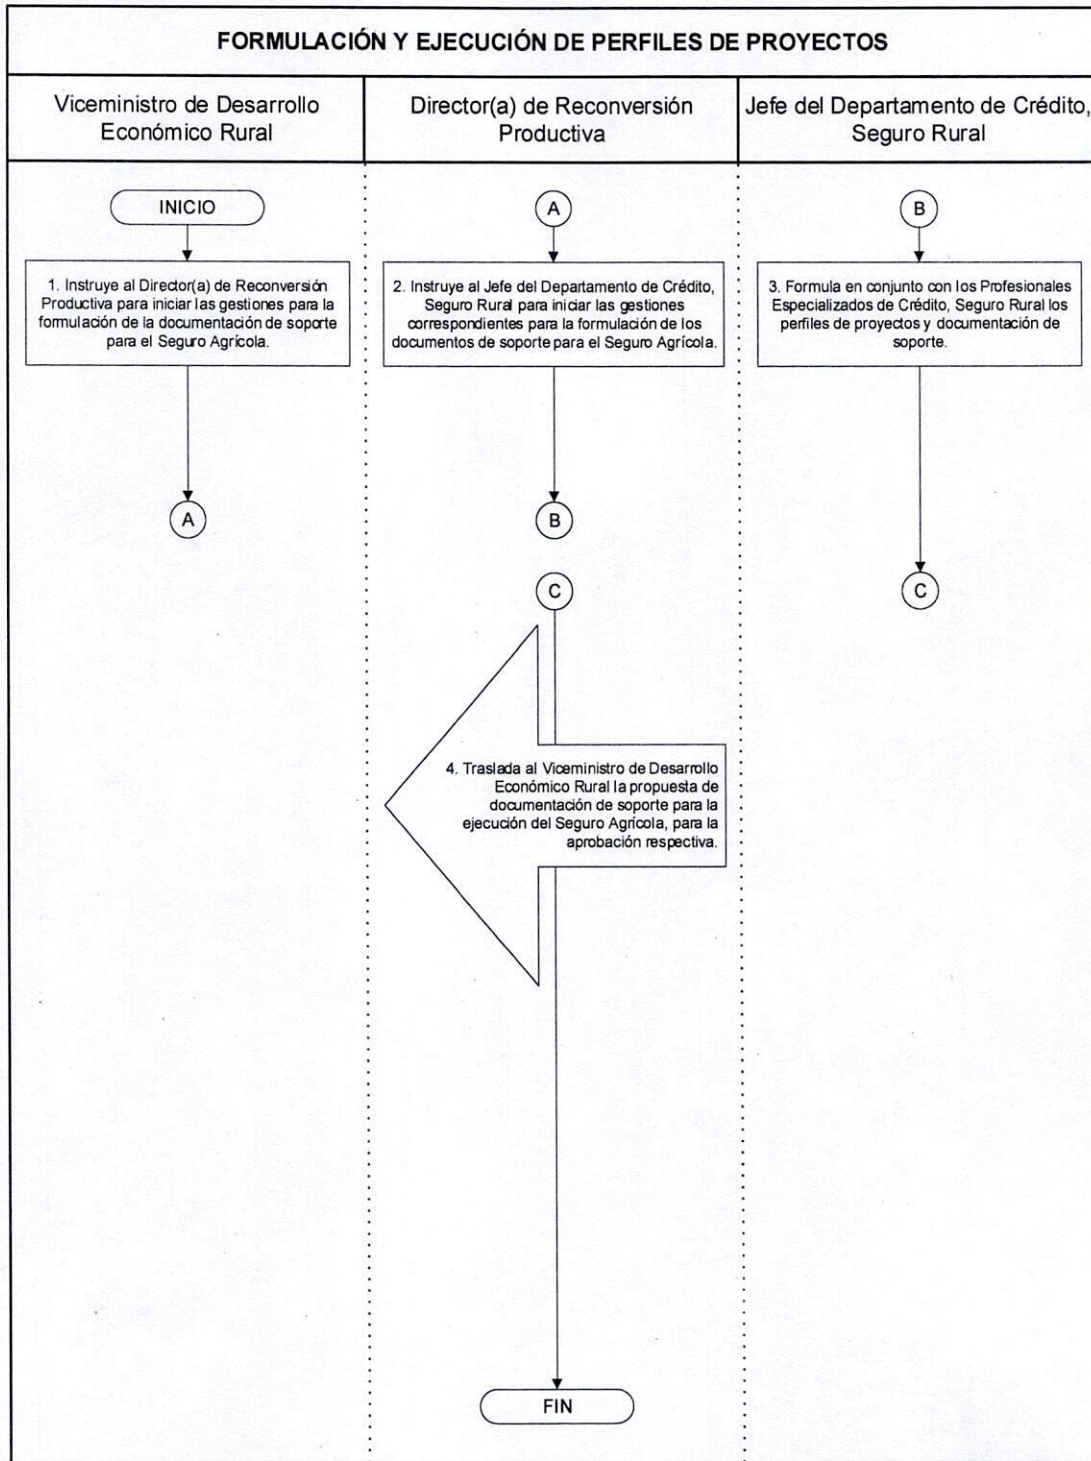 FORMULACIÓN Y EJECUCIÓN DE PERFILES DE PROYECTOS
Viceministro de Desarrollo
Económico Rural
Director(a) de Reconversión
Productiva
Jefe del Departamento de Crédito,
Seguro Rural
INICIO
1. Instruye al Director(a) de Reconversión
Productiva para iniciar las gestiones para la
formulación de la documentación de soporte
para el Seguro Agrícola.
A
A
2. Instruye al Jefe del Departamento de Crédito,
Seguro Rural para iniciar las gestiones
correspondientes para la formulación de los
documentos de soporte para el Seguro Agrícola.
B
B
3. Formula en conjunto con los Profesionales
Especializados de Crédito, Seguro Rural los
perfiles de proyectos y documentación de
soporte.
C
C
4. Traslada al Viceministro de Desarrollo
Económico Rural la propuesta de
documentación de soporte para la
ejecución del Seguro Agrícola, para la
aprobación respectiva.
FIN